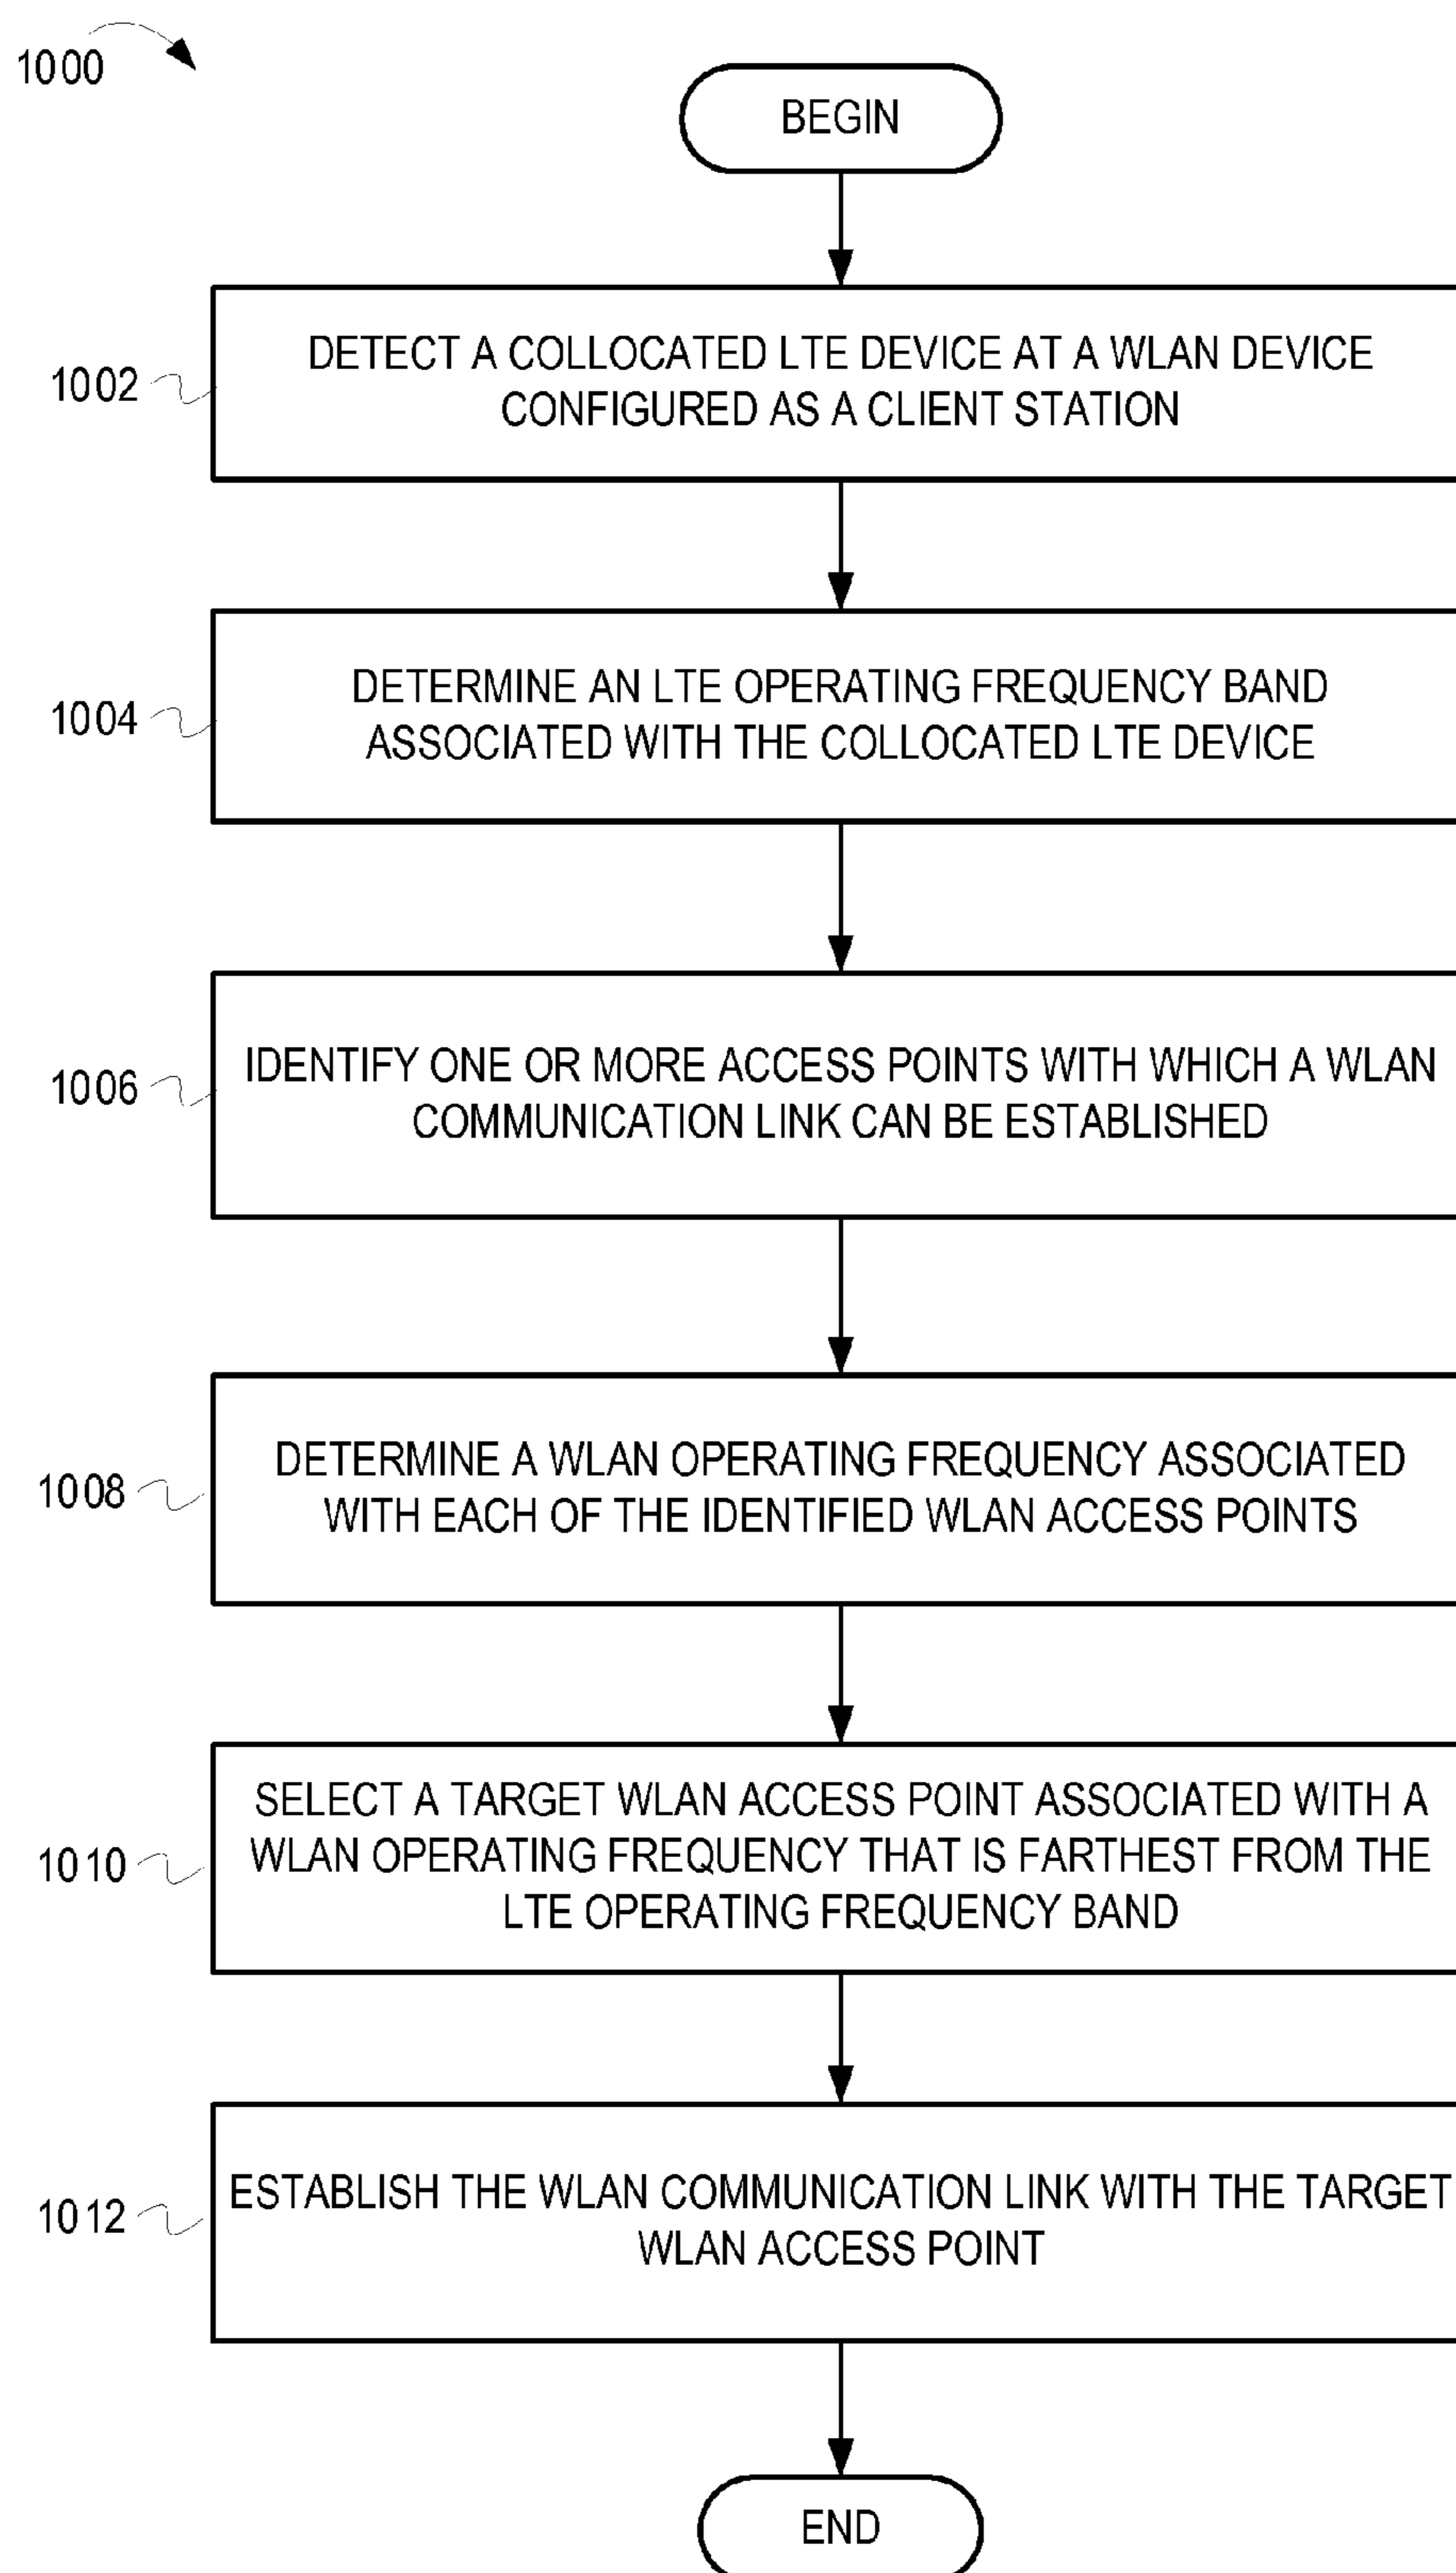 1000
BEGIN
1002
DETECT A COLLOCATED LTE DEVICE AT A WLAN DEVICE
CONFIGURED AS A CLIENT STATION
1004
DETERMINE AN LTE OPERATING FREQUENCY BAND
ASSOCIATED WITH THE COLLOCATED LTE DEVICE
1006
IDENTIFY ONE OR MORE ACCESS POINTS WITH WHICH A WLAN
COMMUNICATION LINK CAN BE ESTABLISHED
1008
DETERMINE A WLAN OPERATING FREQUENCY ASSOCIATED
WITH EACH OF THE IDENTIFIED WLAN ACCESS POINTS
1010
SELECT A TARGET WLAN ACCESS POINT ASSOCIATED WITH A
WLAN OPERATING FREQUENCY THAT IS FARTHEST FROM THE
LTE OPERATING FREQUENCY BAND
1012
ESTABLISH THE WLAN COMMUNICATION LINK WITH THE TARGET
WLAN ACCESS POINT
END